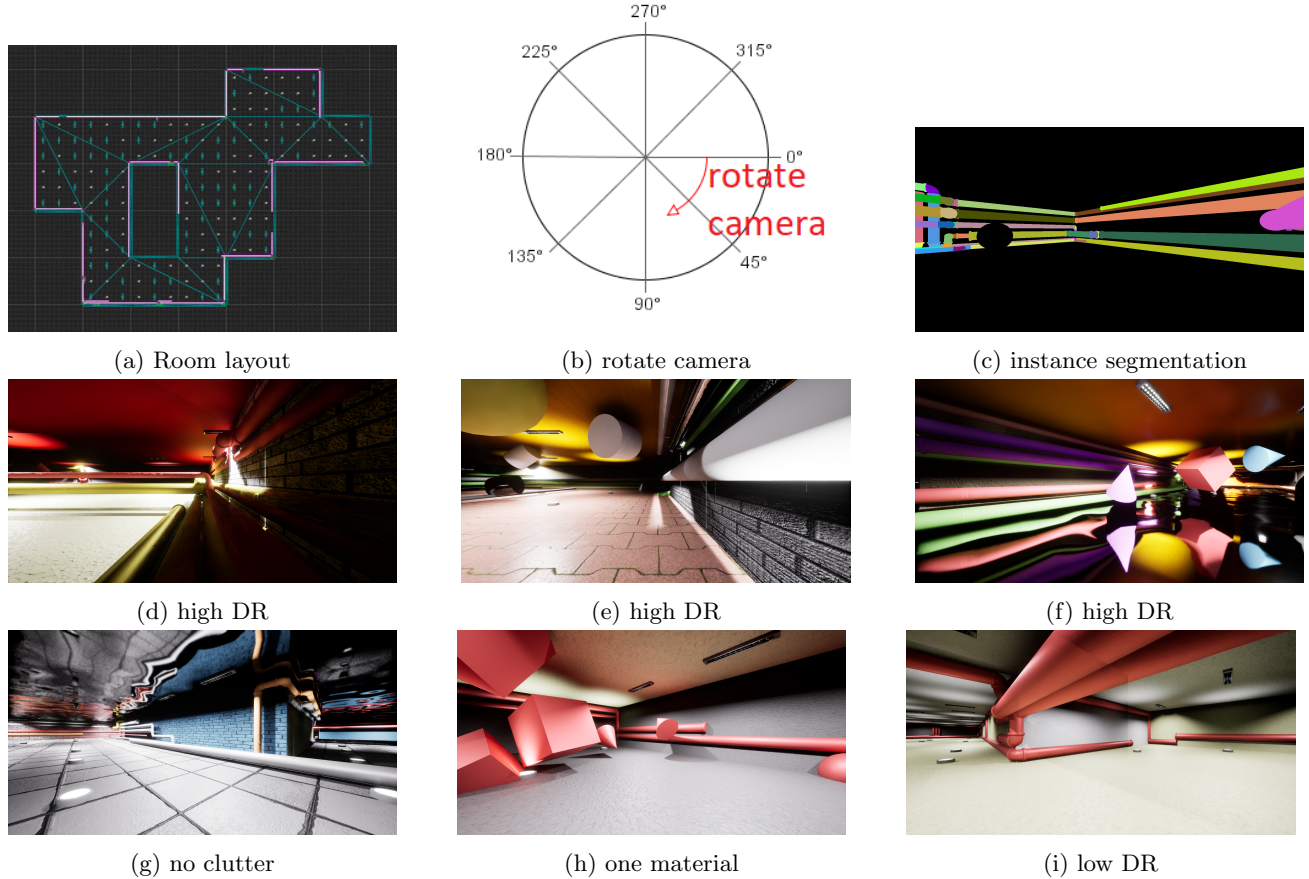 270°
225°
315°
180°
0°
rotate
camera
135°
45°
90°
(a) Room layout
(b) rotate camera
(c) instance segmentation
(d) high DR
(e) high DR
(f) high DR
(g) no clutter
(h) one material
(i) low DR